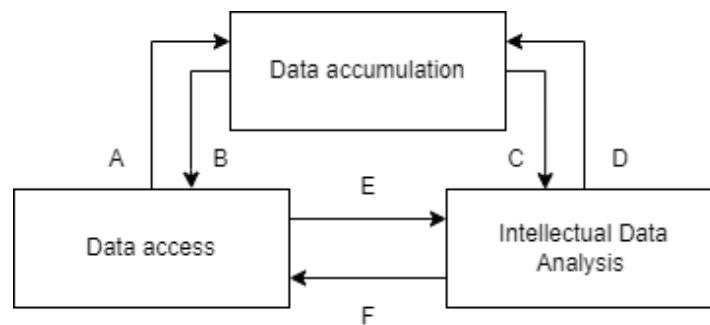 Data accumulation
A
B
C
D
E
Data access
Intellectual Data
Analysis
F